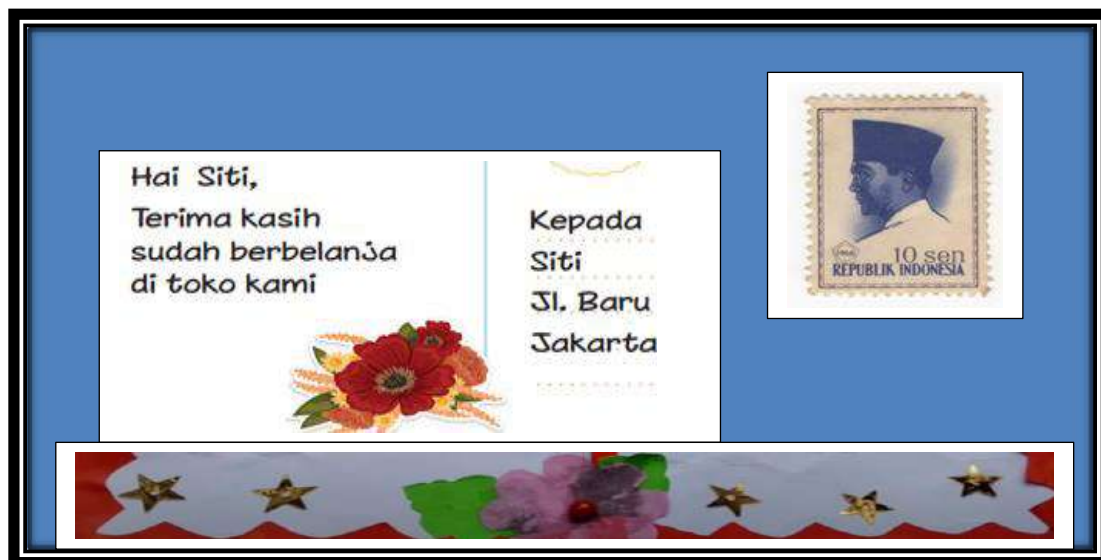 Hai Siti,
Terima kasih
sudah berbelanja
di toko kami
Kepada
Siti
Jl. Baru
Jakarta
10 sen
REPUBLIK INDONESIA